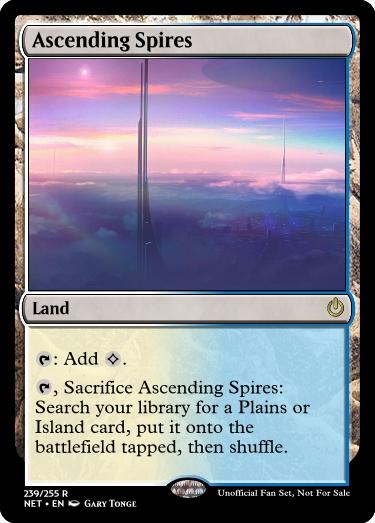 Ascending Spires
Land
: Add .
, Sacrifice Ascending Spires:
Search your library for a Plains or
Island card, put it onto the
battlefield tapped, then shuffle.
239/255 R
NET • EN GARY TONGE
Unofficial Fan Set, Not For Sale